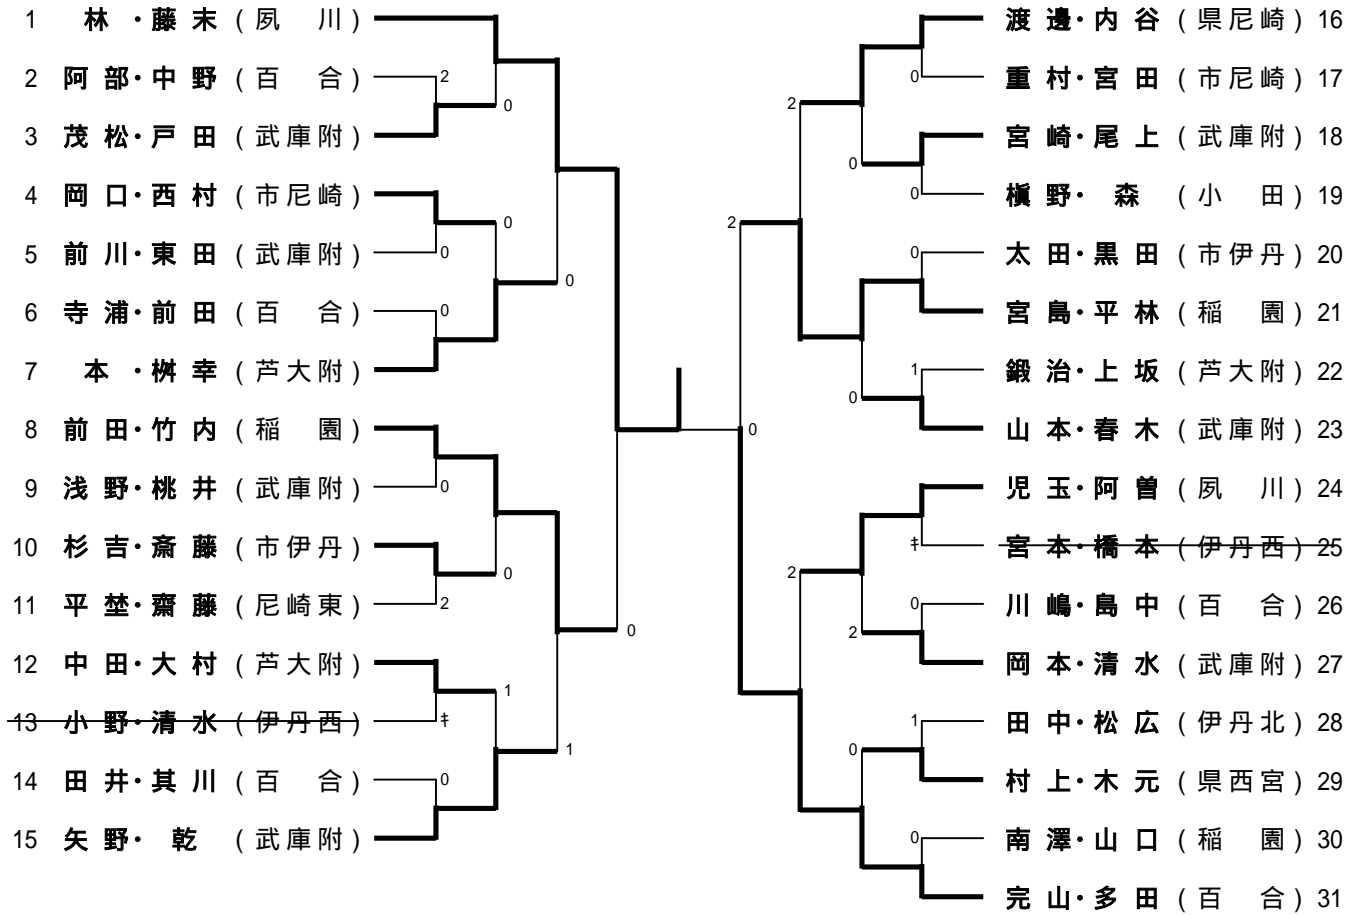 1 林 ・藤 末 ( 夙 川 )
2 阿 部・中 野 ( 百 合 )
2
0
3 茂 松・戸 田 ( 武 庫 附 )
4 岡 口・西 村 ( 市 尼 崎 )
0
5 前 川・東 田 ( 武 庫 附 )
0
0
6 寺 浦・前 田 ( 百 合 )
0
7 本 ・桝 幸 ( 芦 大 附 )
8 前 田・竹 内 ( 稲 園 )
9 浅 野・桃 井 ( 武 庫 附 )
0
10 杉 吉・斎 藤 ( 市 伊 丹 )
0
11 平 埜・齋 藤 ( 尼 崎 東 )
2
0
12 中 田・大 村 ( 芦 大 附 )
1
13 小 野・清 水 ( 伊 丹 西 )
キ
1
14 田 井・其 川 ( 百 合 )
0
15 矢 野・ 乾 ( 武 庫 附 )
渡 邊・内 谷 ( 県 尼 崎 ) 16
0
重 村・宮 田 ( 市 尼 崎 ) 17
2
宮 崎・尾 上 ( 武 庫 附 ) 18
0
0
槇 野・ 森 ( 小 田 ) 19
2
0
太 田・黒 田 ( 市 伊 丹 ) 20
宮 島・平 林 ( 稲 園 ) 21
1
鍛 治・上 坂 ( 芦 大 附 ) 22
0
山 本・春 木 ( 武 庫 附 ) 23
0
児 玉・阿 曽 ( 夙 川 ) 24
キ
宮 本・橋 本 ( 伊 丹 西 ) 25
2
0
川 嶋・島 中 ( 百 合 ) 26
2
岡 本・清 水 ( 武 庫 附 ) 27
1
田 中・松 広 ( 伊 丹 北 ) 28
0
村 上・木 元 ( 県 西 宮 ) 29
0
南 澤・山 口 ( 稲 園 ) 30
完 山・多 田 ( 百 合 ) 31